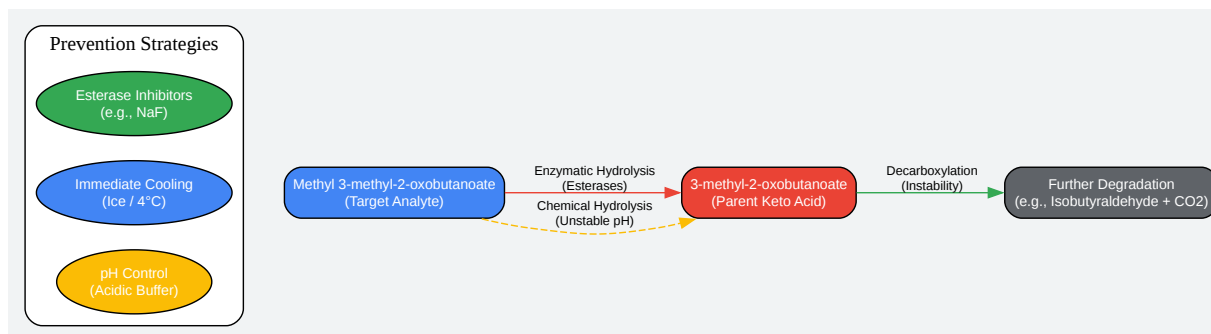 Prevention Strategies
Esterase Inhibitors
(e.g., NaF)
Immediate Cooling
(Ice / 4°C)
pH Control
(Acidic Buffer)
Methyl 3-methyl-2-oxobutanoate
(Target Analyte)
Enzymatic Hydrolysis
(Esterases)
Chemical Hydrolysis
(Unstable pH)
3-methyl-2-oxobutanoate
(Parent Keto Acid)
Decarboxylation
(Instability)
Further Degradation
(e.g., Isobutyraldehyde + CO2)